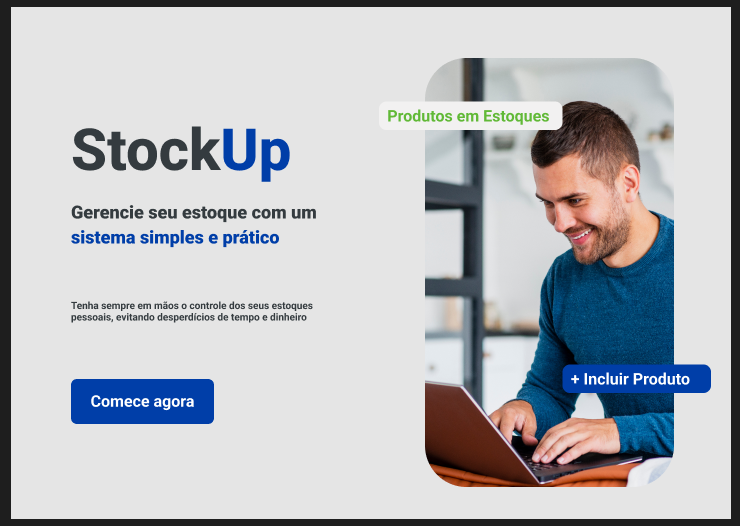 StockUp
Gerencie seu estoque com um
sistema simples e prático
Tenha sempre em mãos o controle dos seus estoques
pessoais, evitando desperdícios de tempo e dinheiro
Comece agora
Produtos em Estoques
+ Incluir Produto